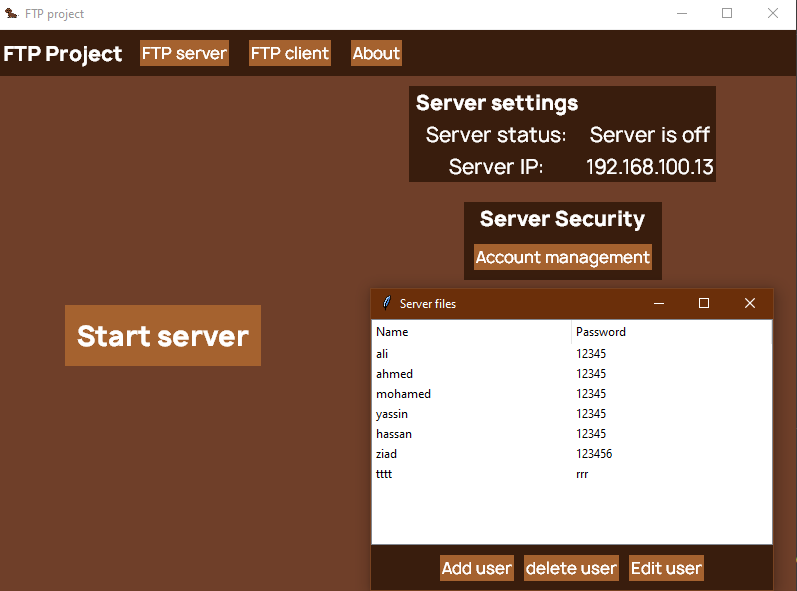 FTP project
FTP Project FTP server FTP client About
Server settings
Server status: Server is off
Server IP: 192.168.100.13
Server Security
Account management
Start server
Server files
Name Password
ali 12345
ahmed 12345
mohamed 12345
yassin 12345
hassan 12345
ziad 123456
tttt rrr
Add user delete user Edit user